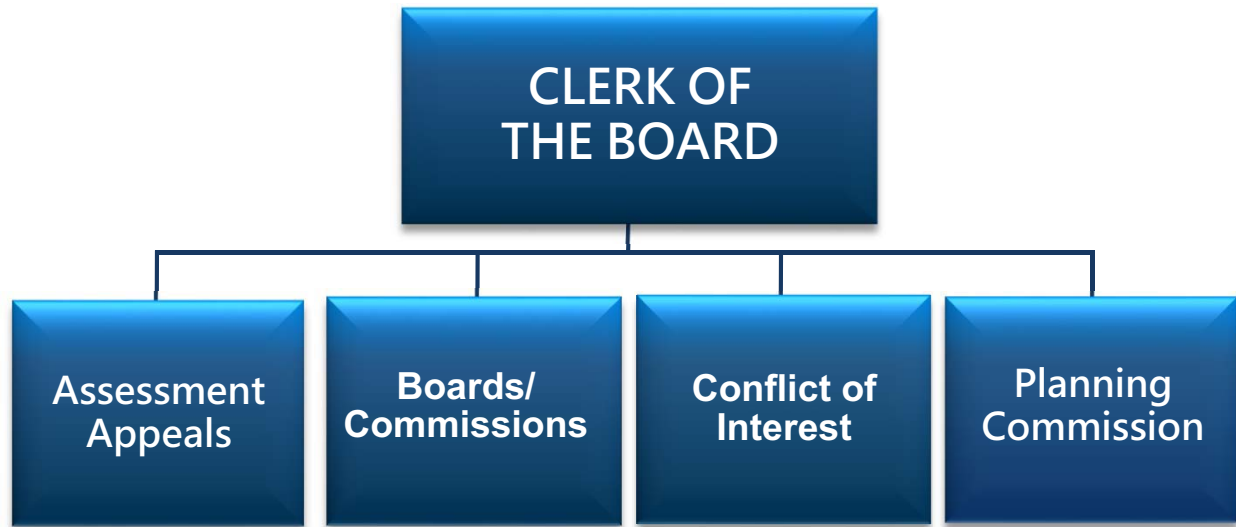 CLERK OF
THE BOARD
Assessment
Appeals
Boards/
Commissions
Conflict of
Interest
Planning
Commission